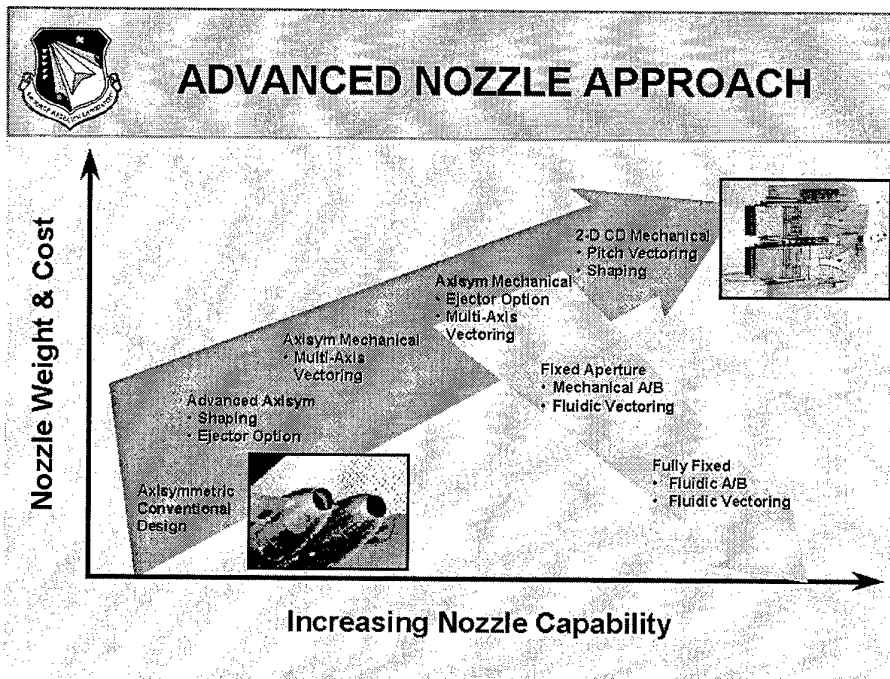 ADVANCED NOZZLE APPROACH
Nozzle Weight & Cost
2-D CD Mechanical
• Pitch Vectoring
• Shaping
Axisym Mechanical
• Ejector Option
• Multi-Axis
Vectoring
Axisym Mechanical
• Multi-Axis
Vectoring
Advanced Axisym
• Shaping
• Ejector Option
Axisymmetric
Conventional
Design
Fixed Aperture
• Mechanical A/B
• Fluidic Vectoring
Fully Fixed
• Fluidic A/B
• Fluidic Vectoring
Increasing Nozzle Capability